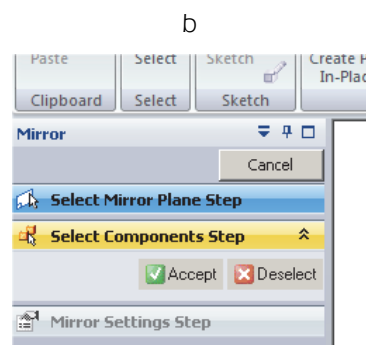 b
Paste Select Sketch Create P
In-Plac
Clipboard Select Sketch
Mirror
Cancel
Select Mirror Plane Step
Select Components Step
Accept Deselect
Mirror Settings Step